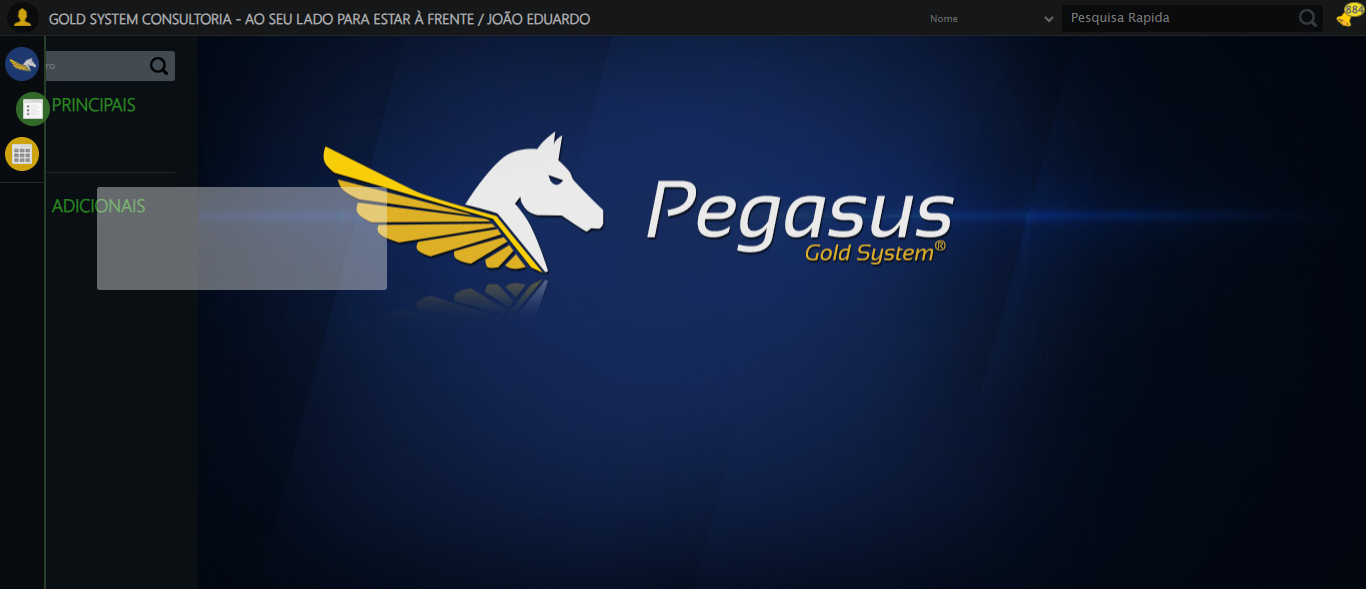 GOLD SYSTEM CONSULTORIA - AO SEU LADO PARA ESTAR À FRENTE / JOÃO EDUARDO
Nome
Pesquisa Rapida
884
ro
PRINCIPAIS
ADICIONAIS
Pegasus
Gold System®